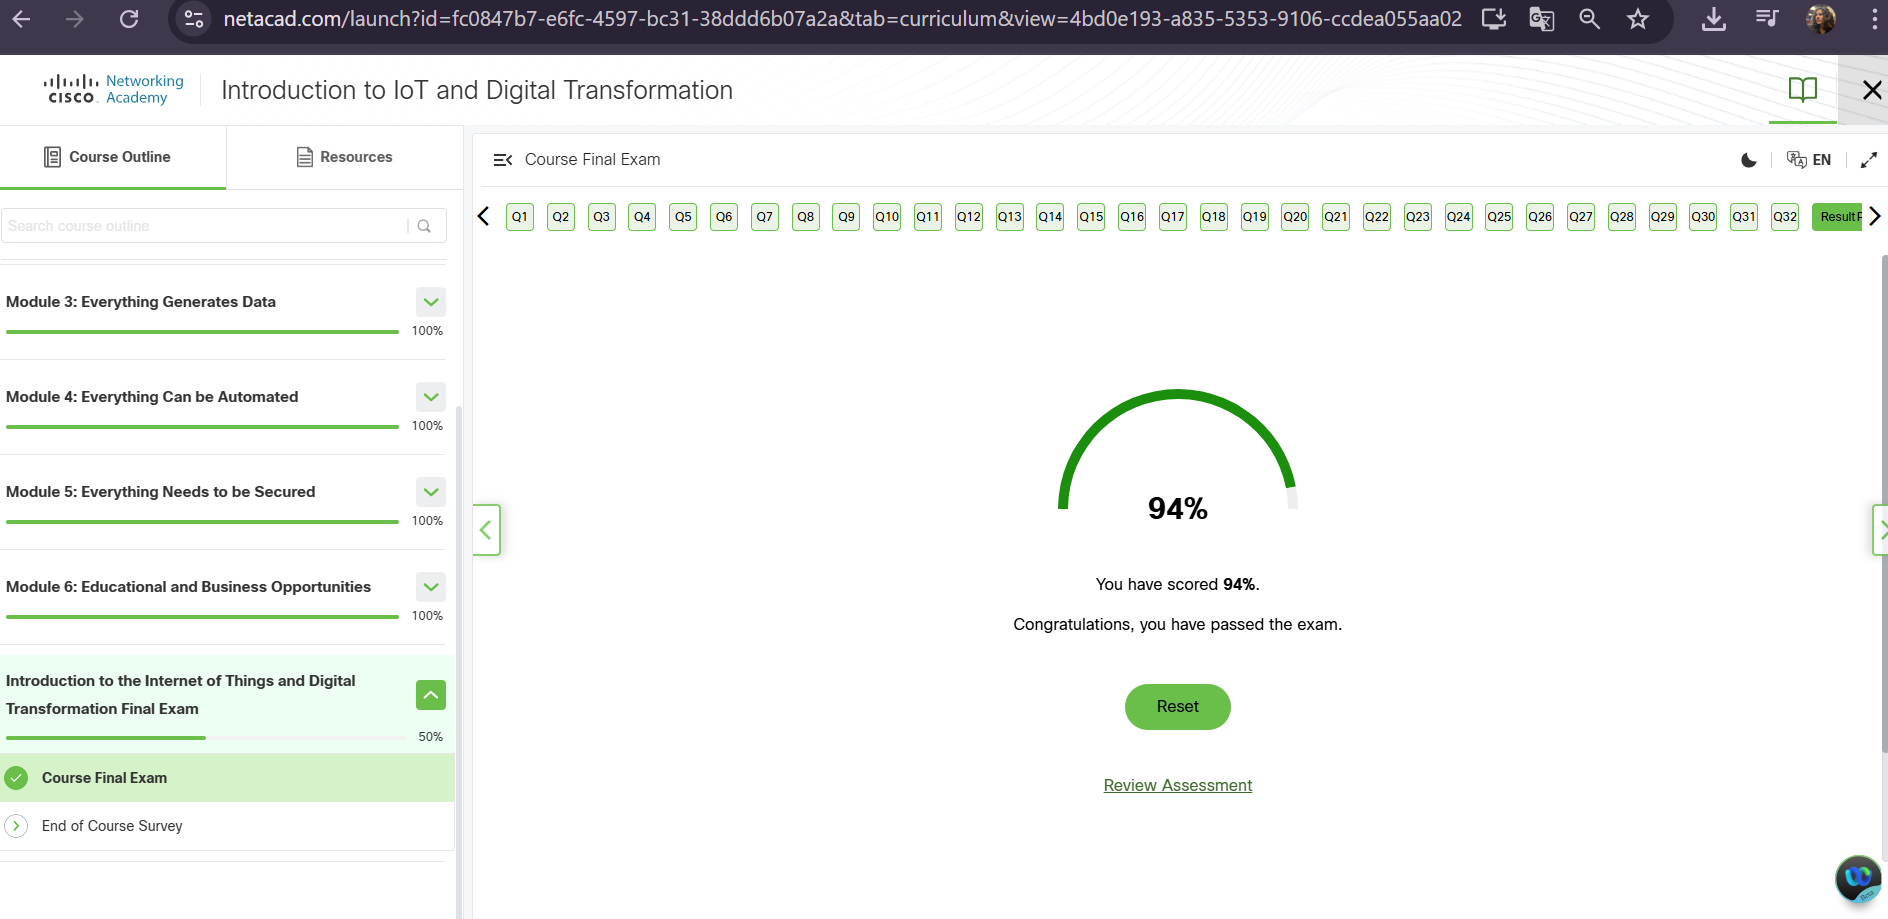 netacad.com/launch?id=fc0847b7-e6fc-4597-bc31-38ddd6b07a2a&tab=curriculum&view=4bd0e193-a835-5353-9106-ccdea055aa02
cisco Networking Academy
Introduction to IoT and Digital Transformation
Course Outline
Resources
Search course outline
Module 3: Everything Generates Data
100%
Module 4: Everything Can be Automated
100%
Module 5: Everything Needs to be Secured
100%
Module 6: Educational and Business Opportunities
100%
Introduction to the Internet of Things and Digital
Transformation Final Exam
50%
Course Final Exam
End of Course Survey
Course Final Exam
EN
Q1 Q2 Q3 Q4 Q5 Q6 Q7 Q8 Q9 Q10 Q11 Q12 Q13 Q14 Q15 Q16 Q17 Q18 Q19 Q20 Q21 Q22 Q23 Q24 Q25 Q26 Q27 Q28 Q29 Q30 Q31 Q32 Result
94%
You have scored 94%.
Congratulations, you have passed the exam.
Reset
Review Assessment
Beta